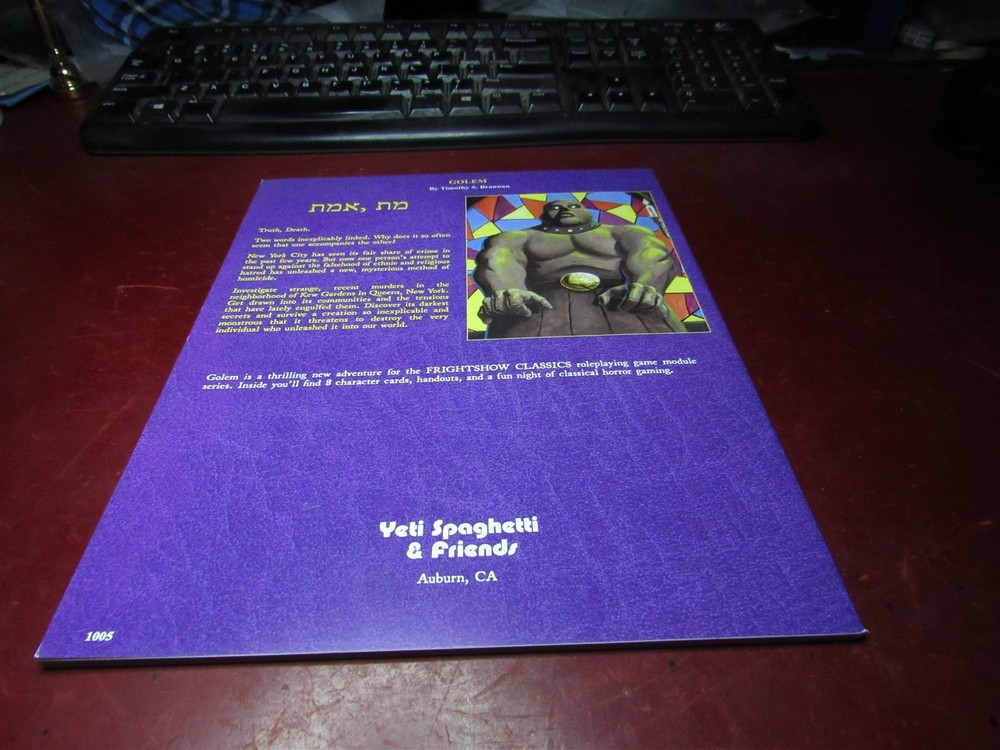 GOLEM
By Timothy S. Brannan
מת ,אמת
Truth, Death.
Two words inexplicably linked. Why does it so often
seem that one accompanies the other?
New York City has seen its fair share of crime in
the past few years. But now one person's attempt to
stand up against the falsehood of ethnic and religious
hatred has unleashed a new, mysterious method of
homicide.
Investigate strange, recent murders in the
neighborhood of Kew Gardens in Queens, New York.
Get drawn into its communities and the tensions
that have lately engulfed them. Discover its darkest
secrets and survive a creation so inexplicable and
monstrous that it threatens to destroy the very
individual who unleashed it into our world.
Golem is a thrilling new adventure for the FRIGHTSHOW CLASSICS roleplaying game module
series. Inside you'll find 8 character cards, handouts, and a fun night of classical horror gaming.
Yeti Spaghetti
& Friends
Auburn, CA
1005